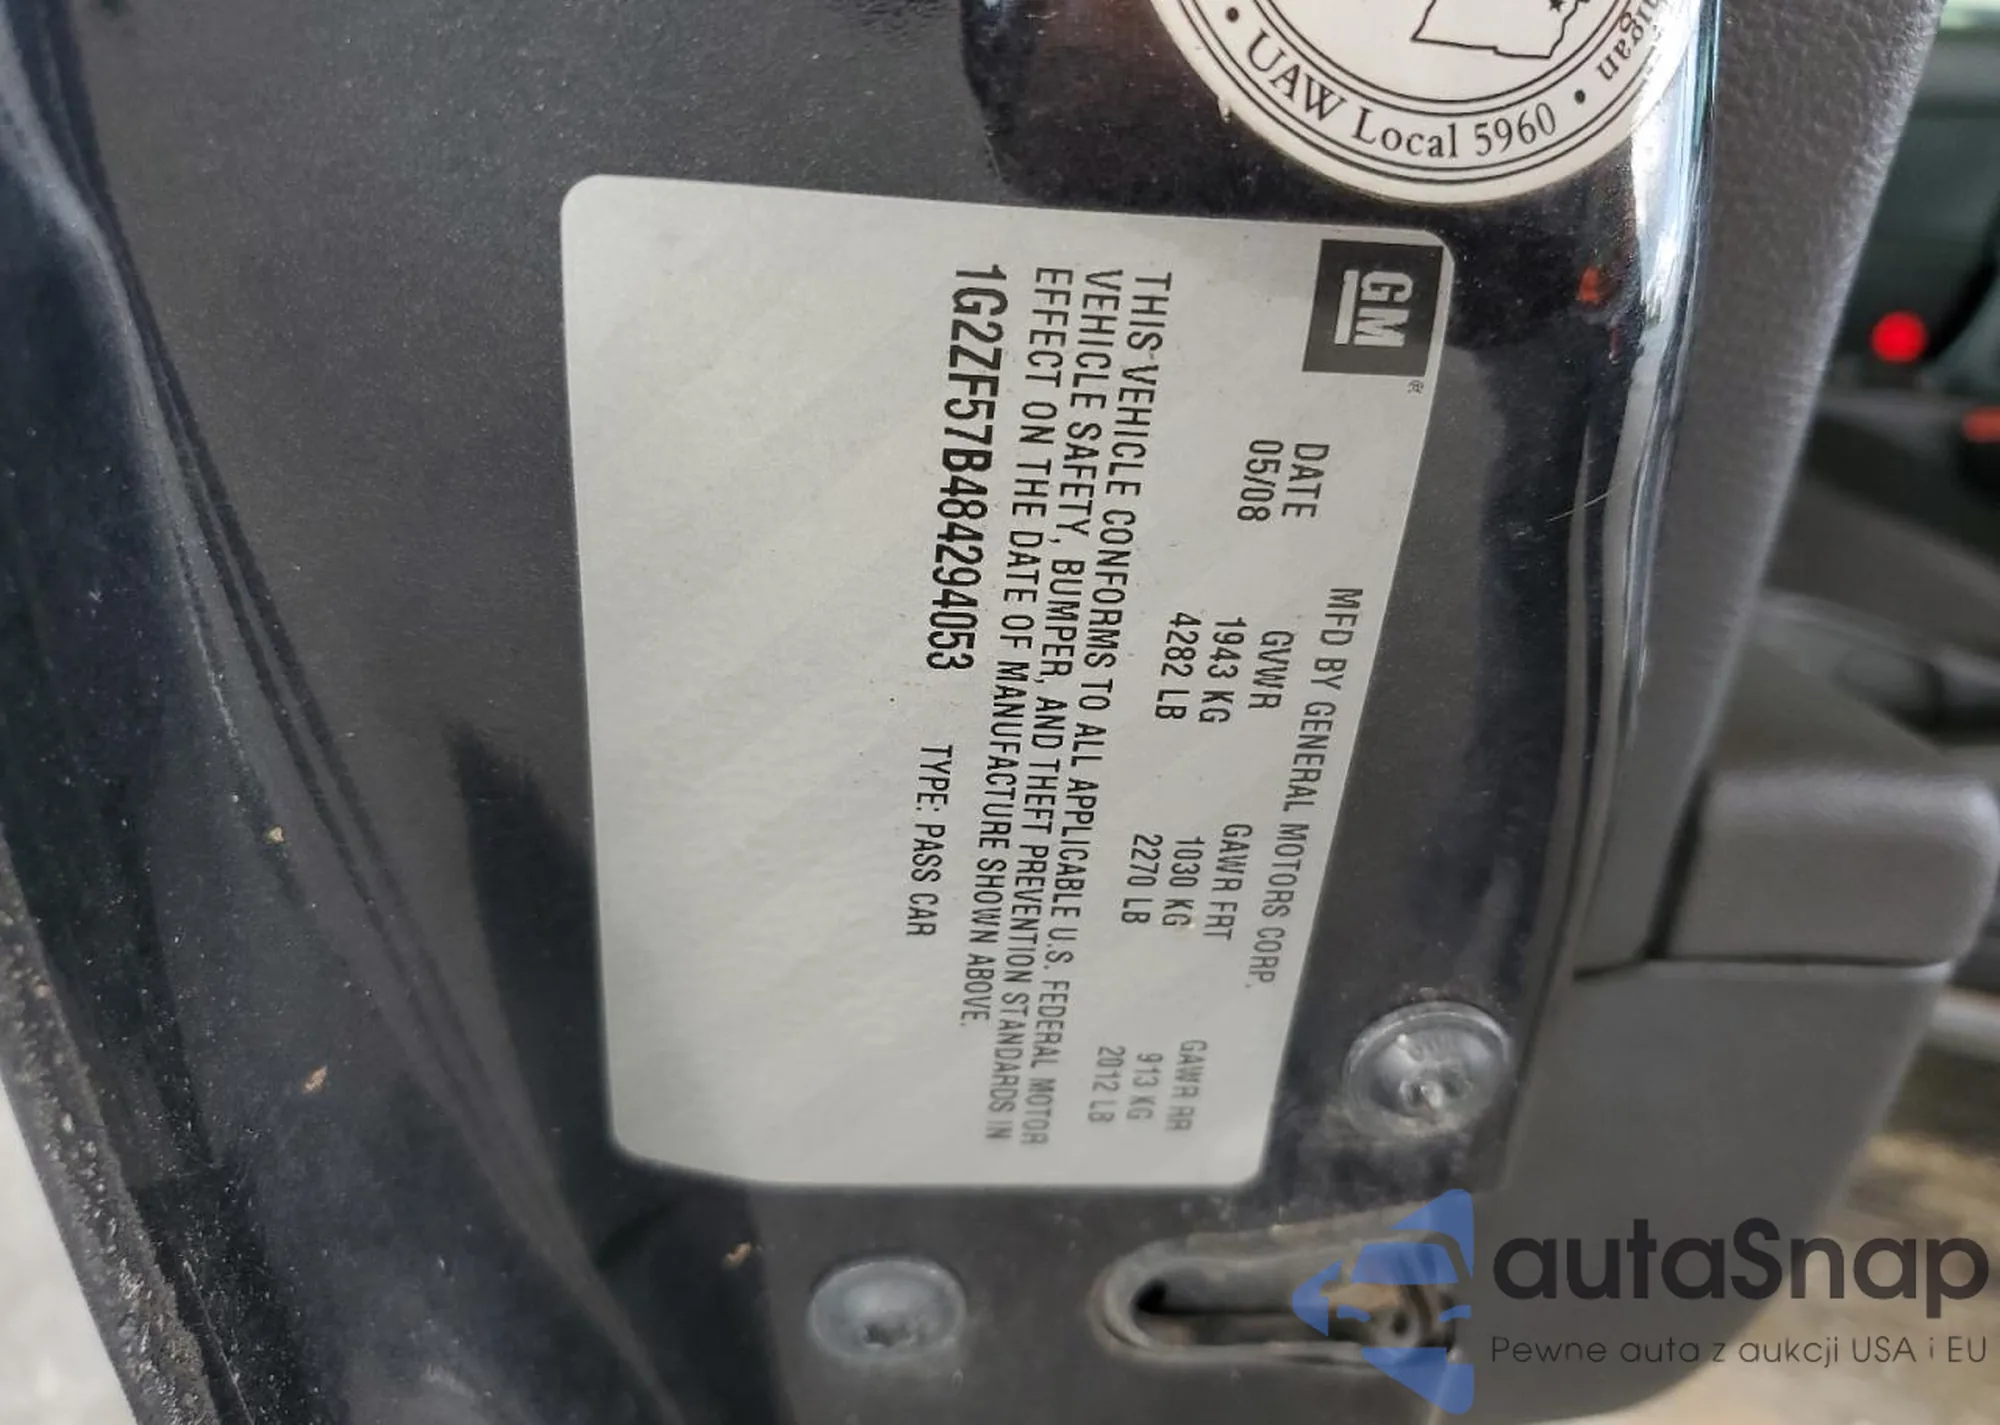 igan
• UAW Local 5960 •
GM®
MFD BY GENERAL MOTORS CORP.
DATE GVWR GAWR FRT GAWR RR
05/08 1943 KG 1030 KG 913 KG
4282 LB 2270 LB 2012 LB
THIS VEHICLE CONFORMS TO ALL APPLICABLE U.S. FEDERAL MOTOR
VEHICLE SAFETY, BUMPER, AND THEFT PREVENTION STANDARDS IN
EFFECT ON THE DATE OF MANUFACTURE SHOWN ABOVE.
1G2ZF57B484294053 TYPE: PASS CAR
autaSnap
Pewne auta z aukcji USA i EU